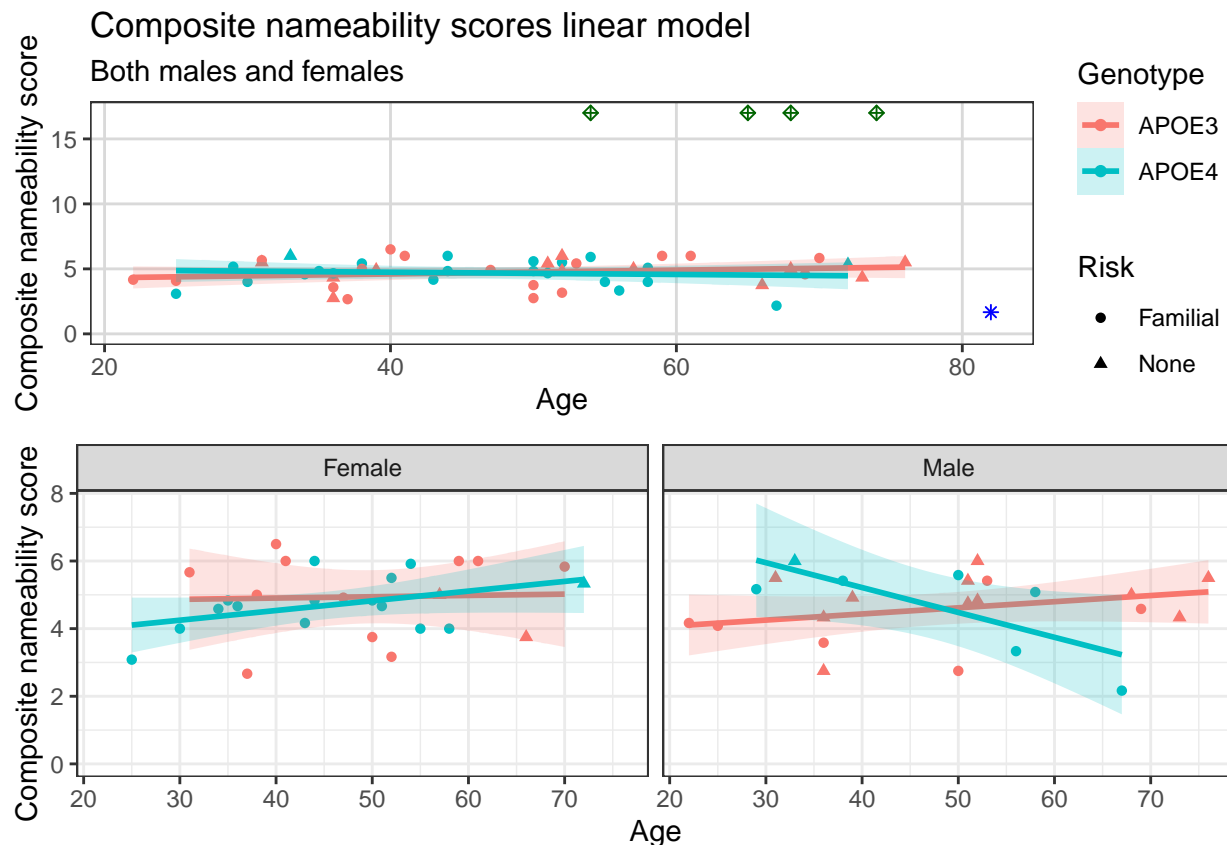 Composite nameability scores linear model
Both males and females
Composite nameability score
15
10
5
0
20 40 60 80
Age
Genotype
APOE3
APOE4
Risk
Familial
None
Female Male
Composite nameability score
8
6
4
2
0
20 30 40 50 60 70 20 30 40 50 60 70
Age